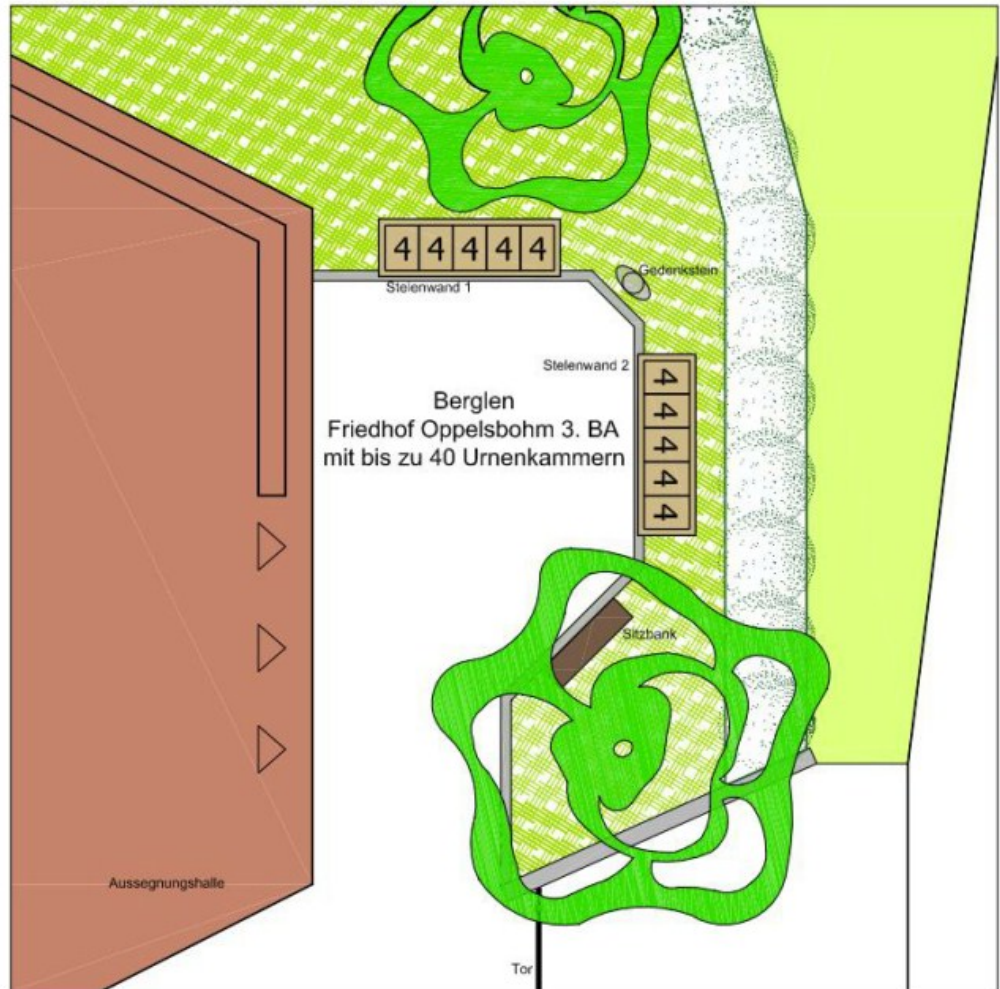 4 4 4 4 4
Stelenwand 1
Gedenkstein
Stelenwand 2
4
4
4
4
4
Berglen
Friedhof Oppelsbohm 3. BA
mit bis zu 40 Urnenkammern
Sitzbank
Aussegnungshalle
Tor